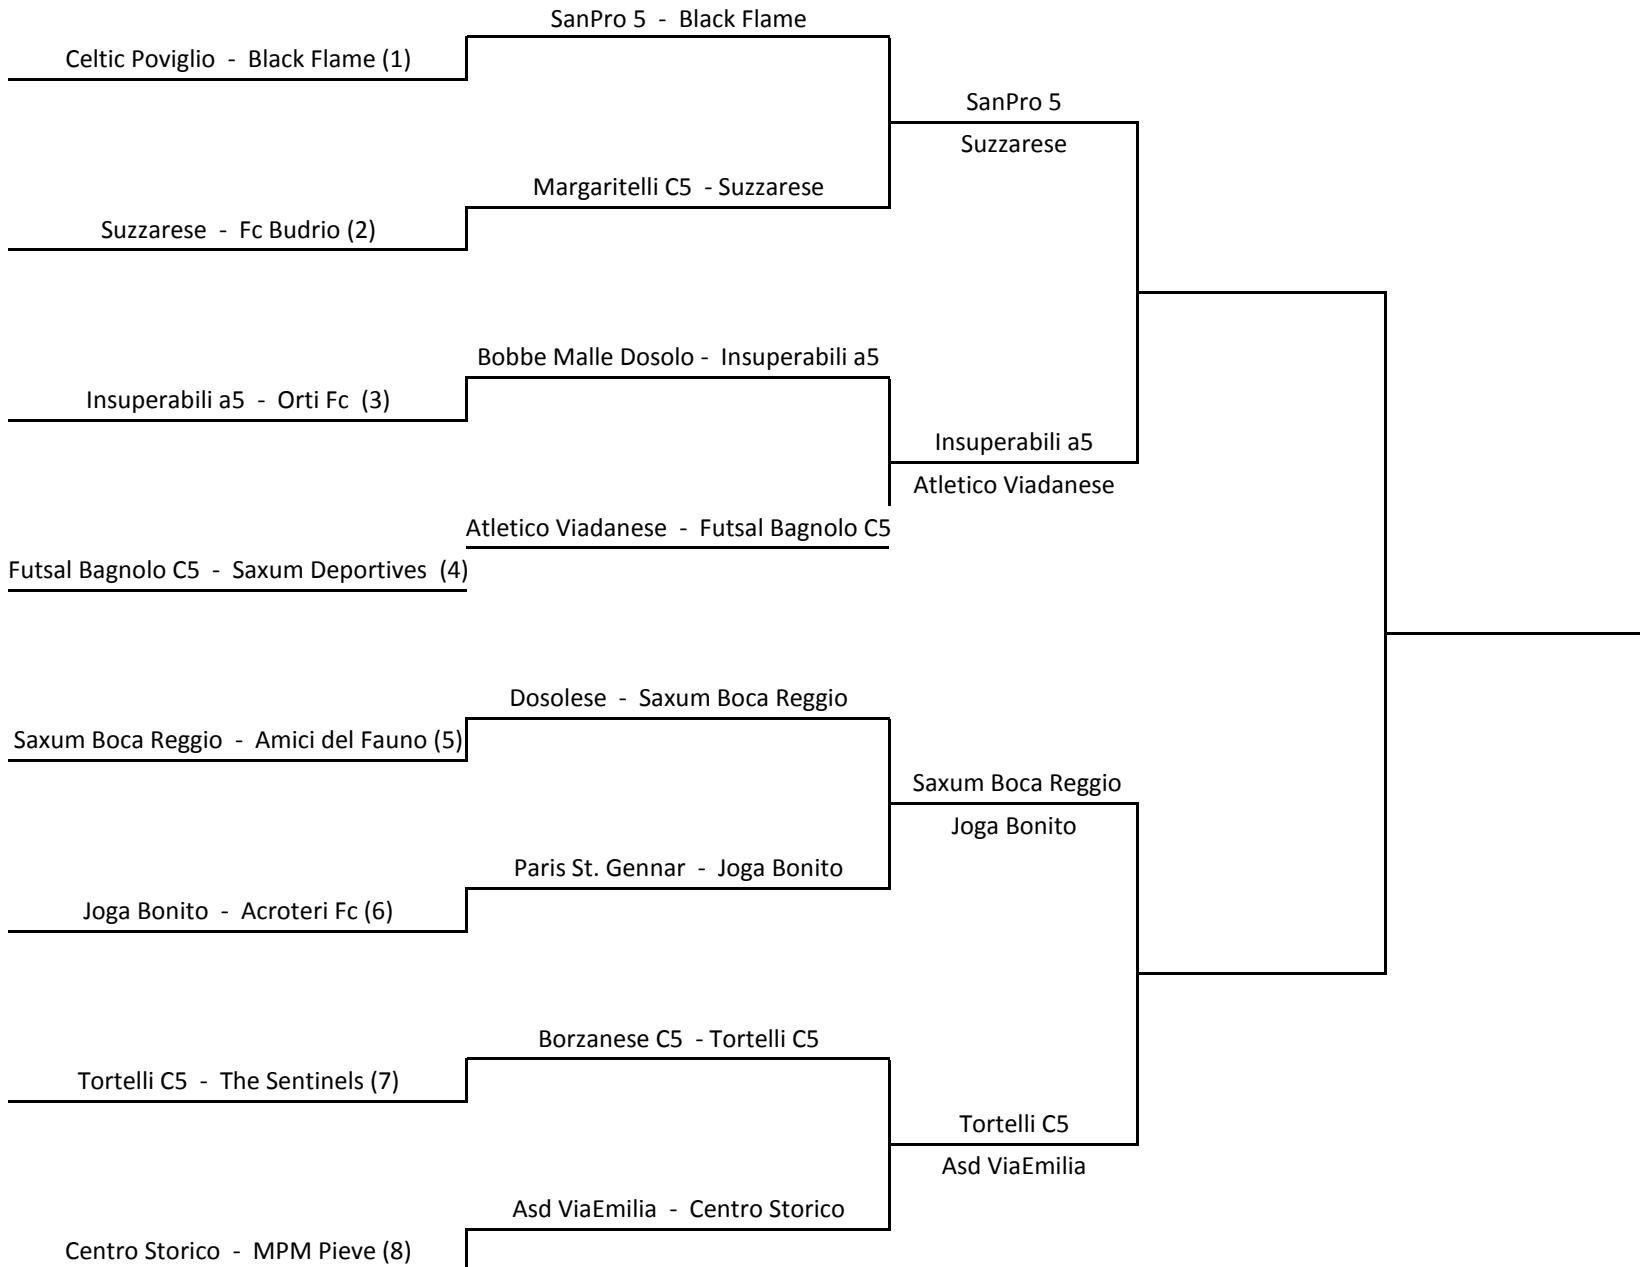 SanPro 5 - Black Flame
Celtic Poviglio - Black Flame (1)
SanPro 5
Suzzarese
Margaritelli C5 - Suzzarese
Suzzarese - Fc Budrio (2)
Bobbe Malle Dosolo - Insuperabili a5
Insuperabili a5 - Orti Fc (3)
Insuperabili a5
Atletico Viadanese
Atletico Viadanese - Futsal Bagnolo C5
Futsal Bagnolo C5 - Saxum Deportives (4)
Dosolese - Saxum Boca Reggio
Saxum Boca Reggio - Amici del Fauno (5)
Saxum Boca Reggio
Joga Bonito
Paris St. Gennar - Joga Bonito
Joga Bonito - Acroteri Fc (6)
Borzanese C5 - Tortelli C5
Tortelli C5 - The Sentinels (7)
Tortelli C5
Asd ViaEmilia
Asd ViaEmilia - Centro Storico
Centro Storico - MPM Pieve (8)